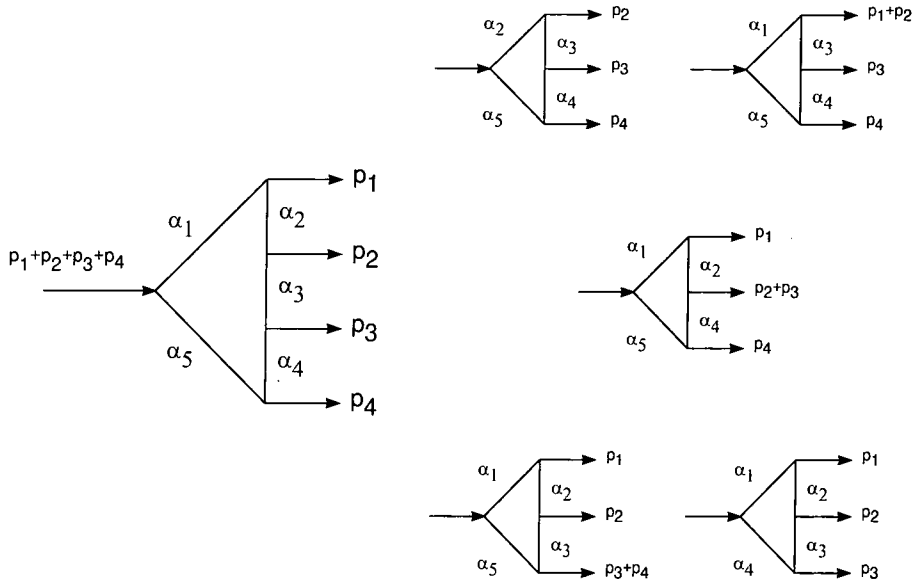 p₁+p₂+p₃+p₄
α₁
α₂
α₃
α₄
α₅
p₁
p₂
p₃
p₄
α₂
α₃
α₄
α₅
p₂
p₃
p₄
α₁
α₃
α₄
α₅
p₁+p₂
p₃
p₄
α₁
α₂
α₄
α₅
p₁
p₂+p₃
p₄
α₁
α₂
α₃
α₅
p₁
p₂
p₃+p₄
α₁
α₂
α₃
α₄
p₁
p₂
p₃